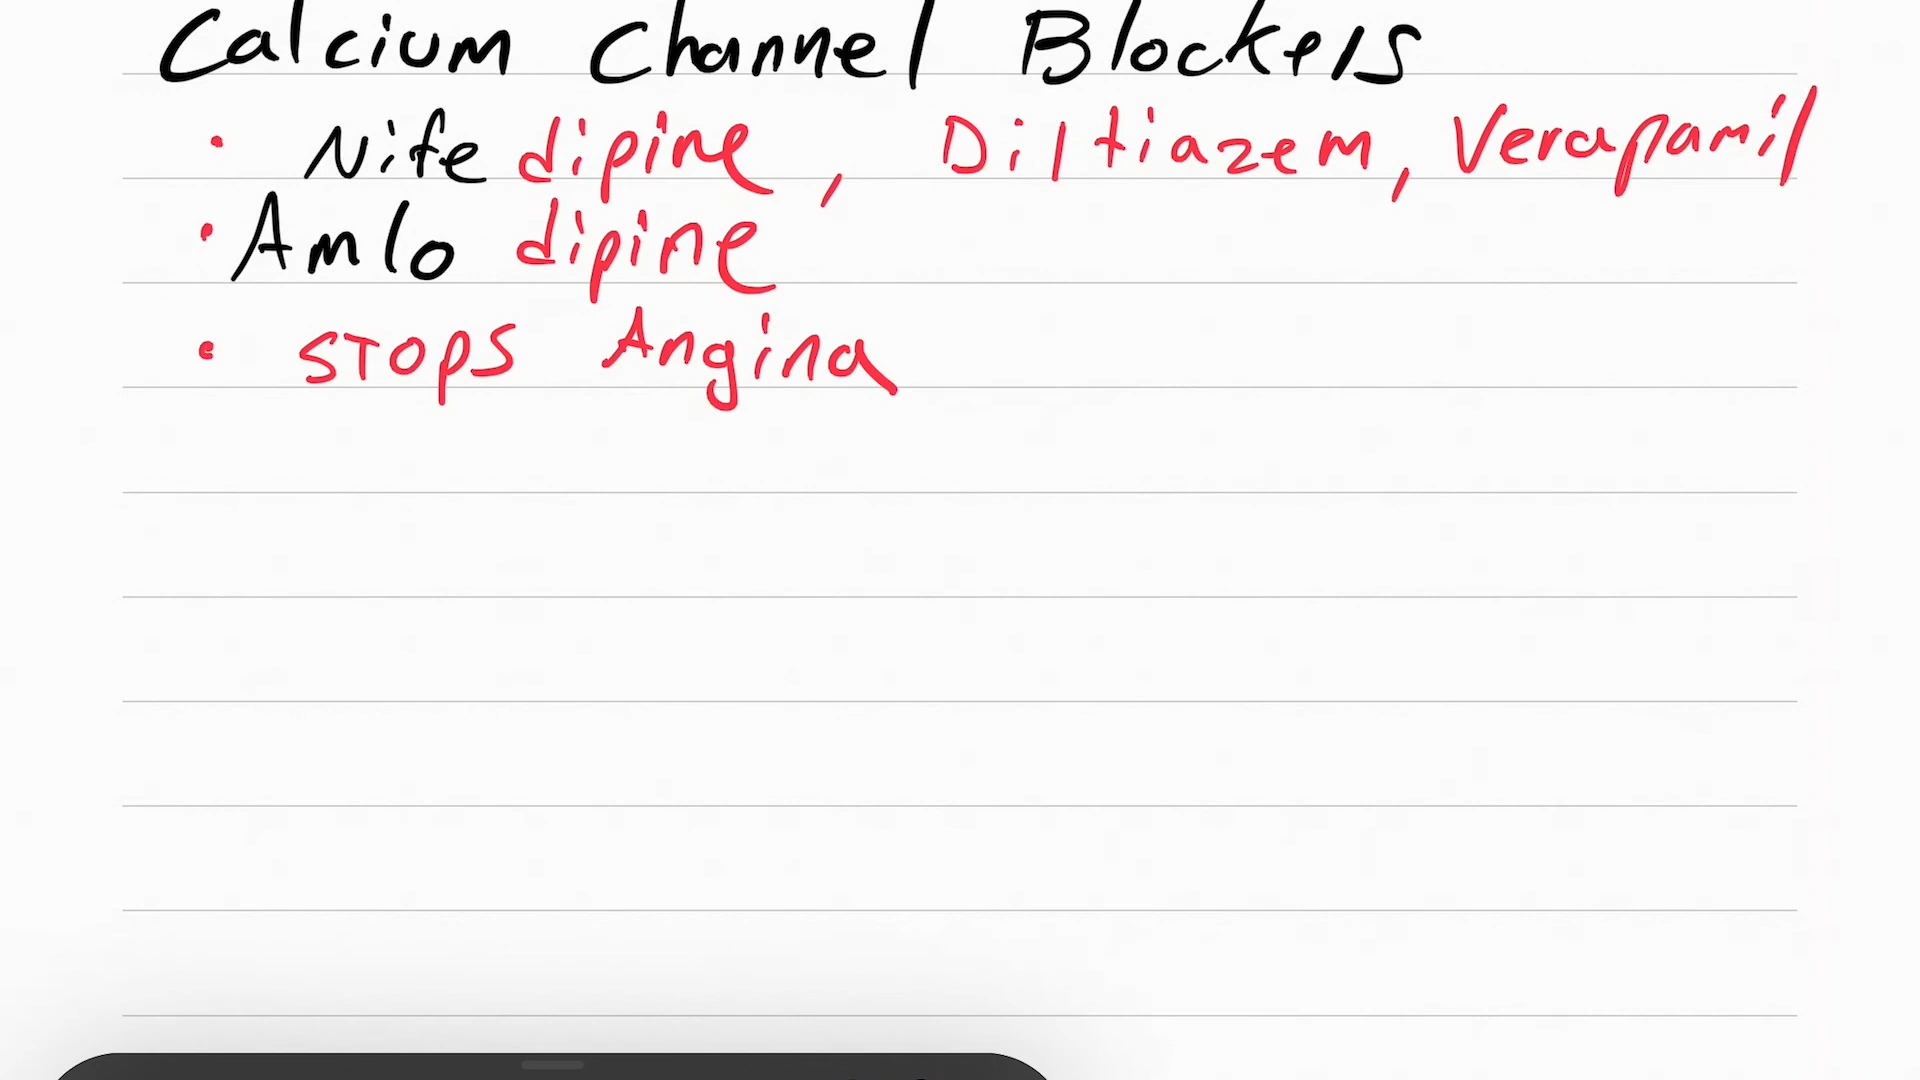 Calcium Channel Blockers
• Nifedipine, Diltiazem, Verapamil
• Amlodipine
• STOPS Angina